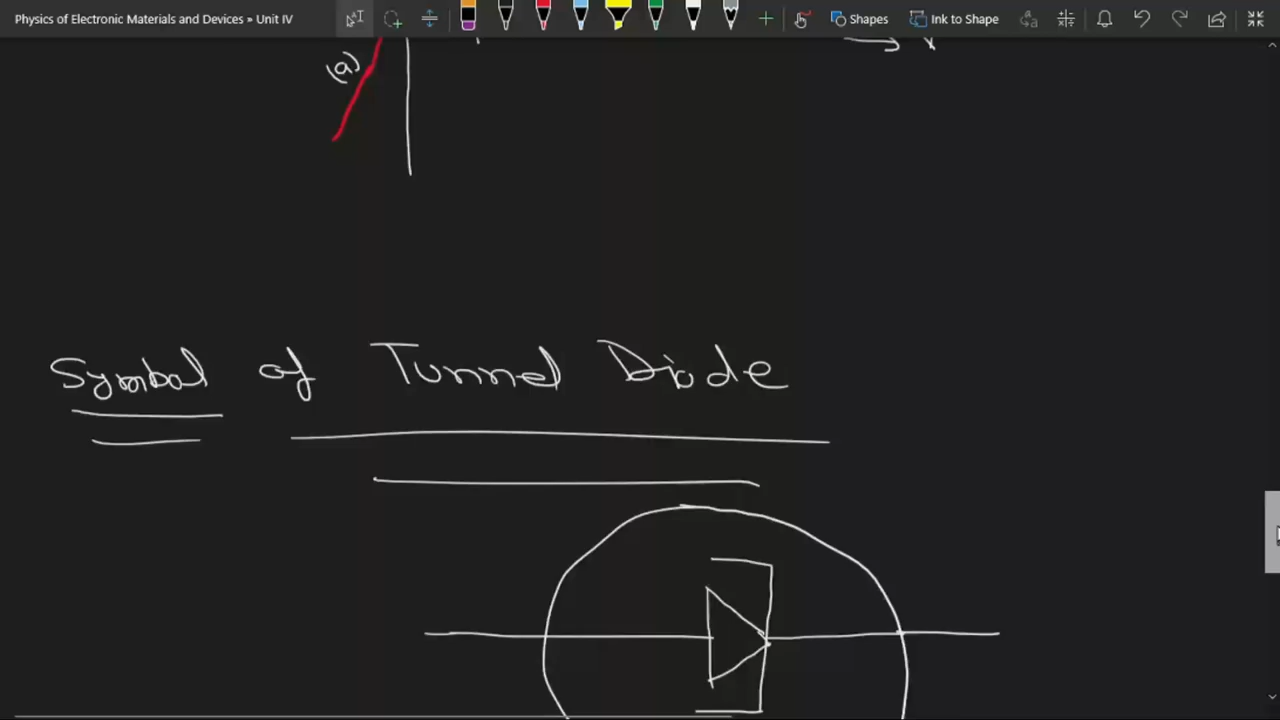 Physics of Electronic Materials and Devices » Unit IV
Shapes
Ink to Shape
(a)
Symbol of Tunnel Diode